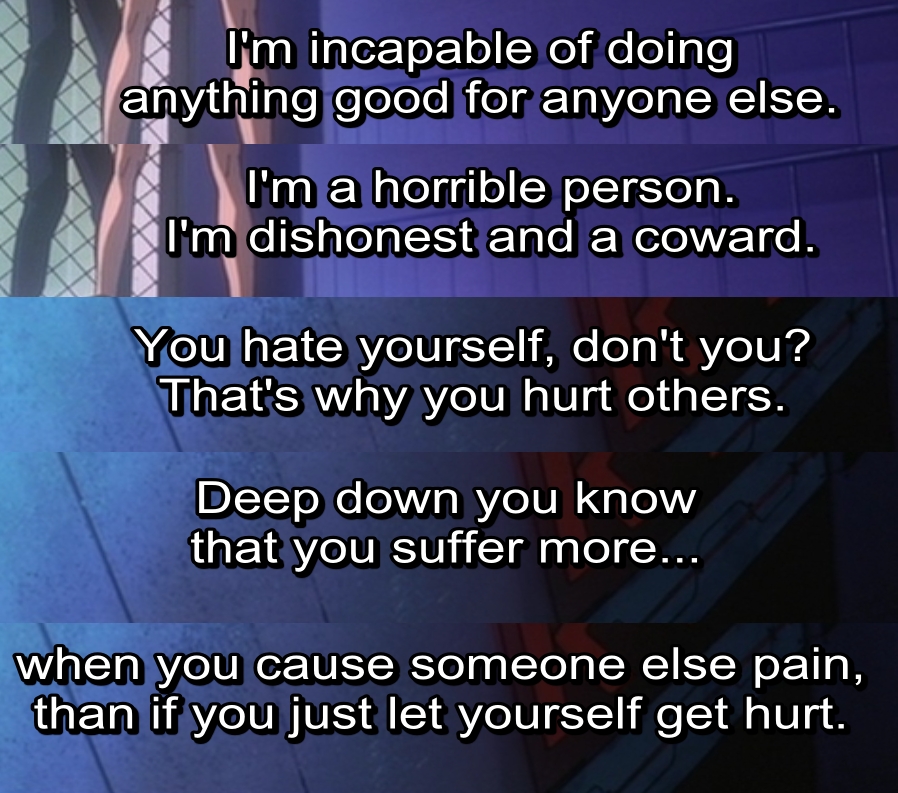 I'm incapable of doing
anything good for anyone else.
I'm a horrible person.
I'm dishonest and a coward.
You hate yourself, don't you?
That's why you hurt others.
Deep down you know
that you suffer more...
when you cause someone else pain,
than if you just let yourself get hurt.